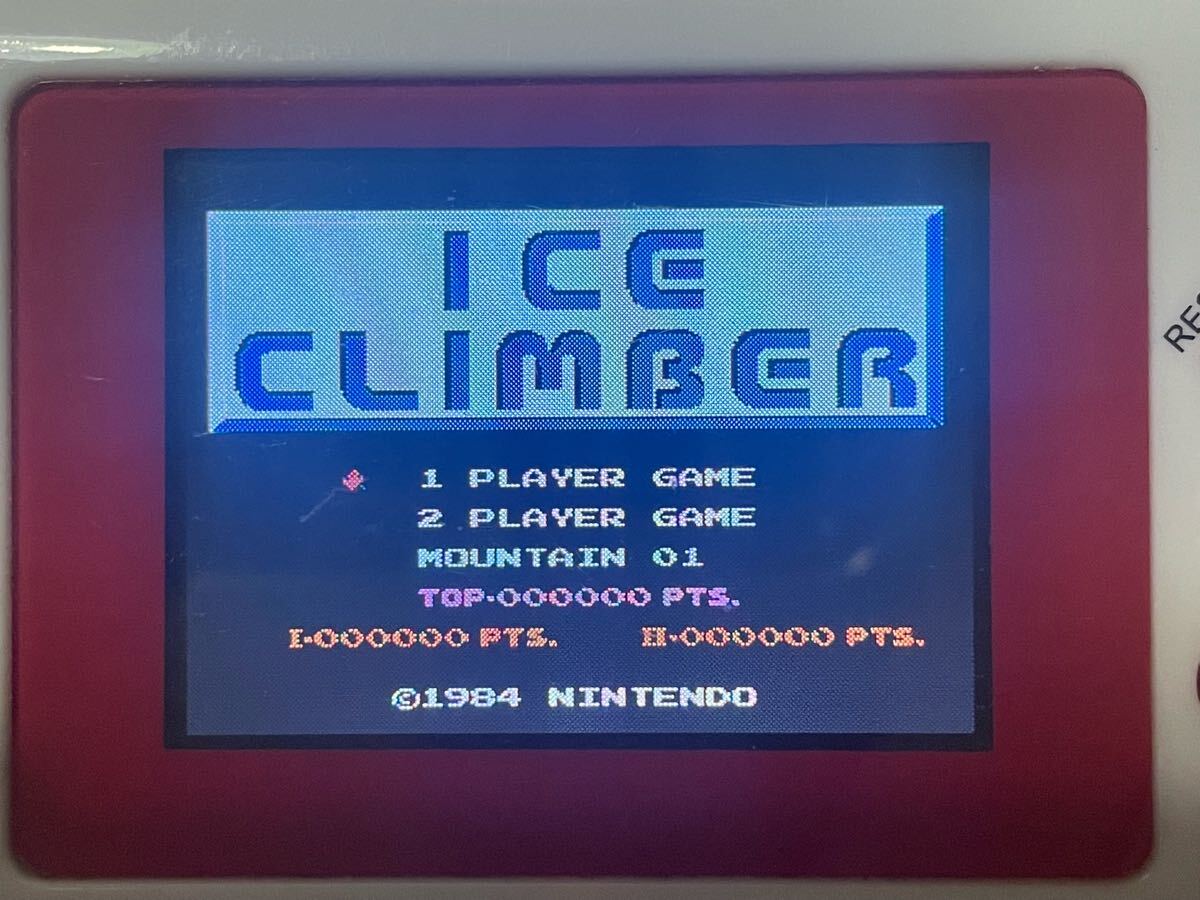 ICE
CLIMBER
1 PLAYER GAME
2 PLAYER GAME
MOUNTAIN 01
TOP-000000 PTS.
I-000000 PTS. II-000000 PTS.
©1984 NINTENDO